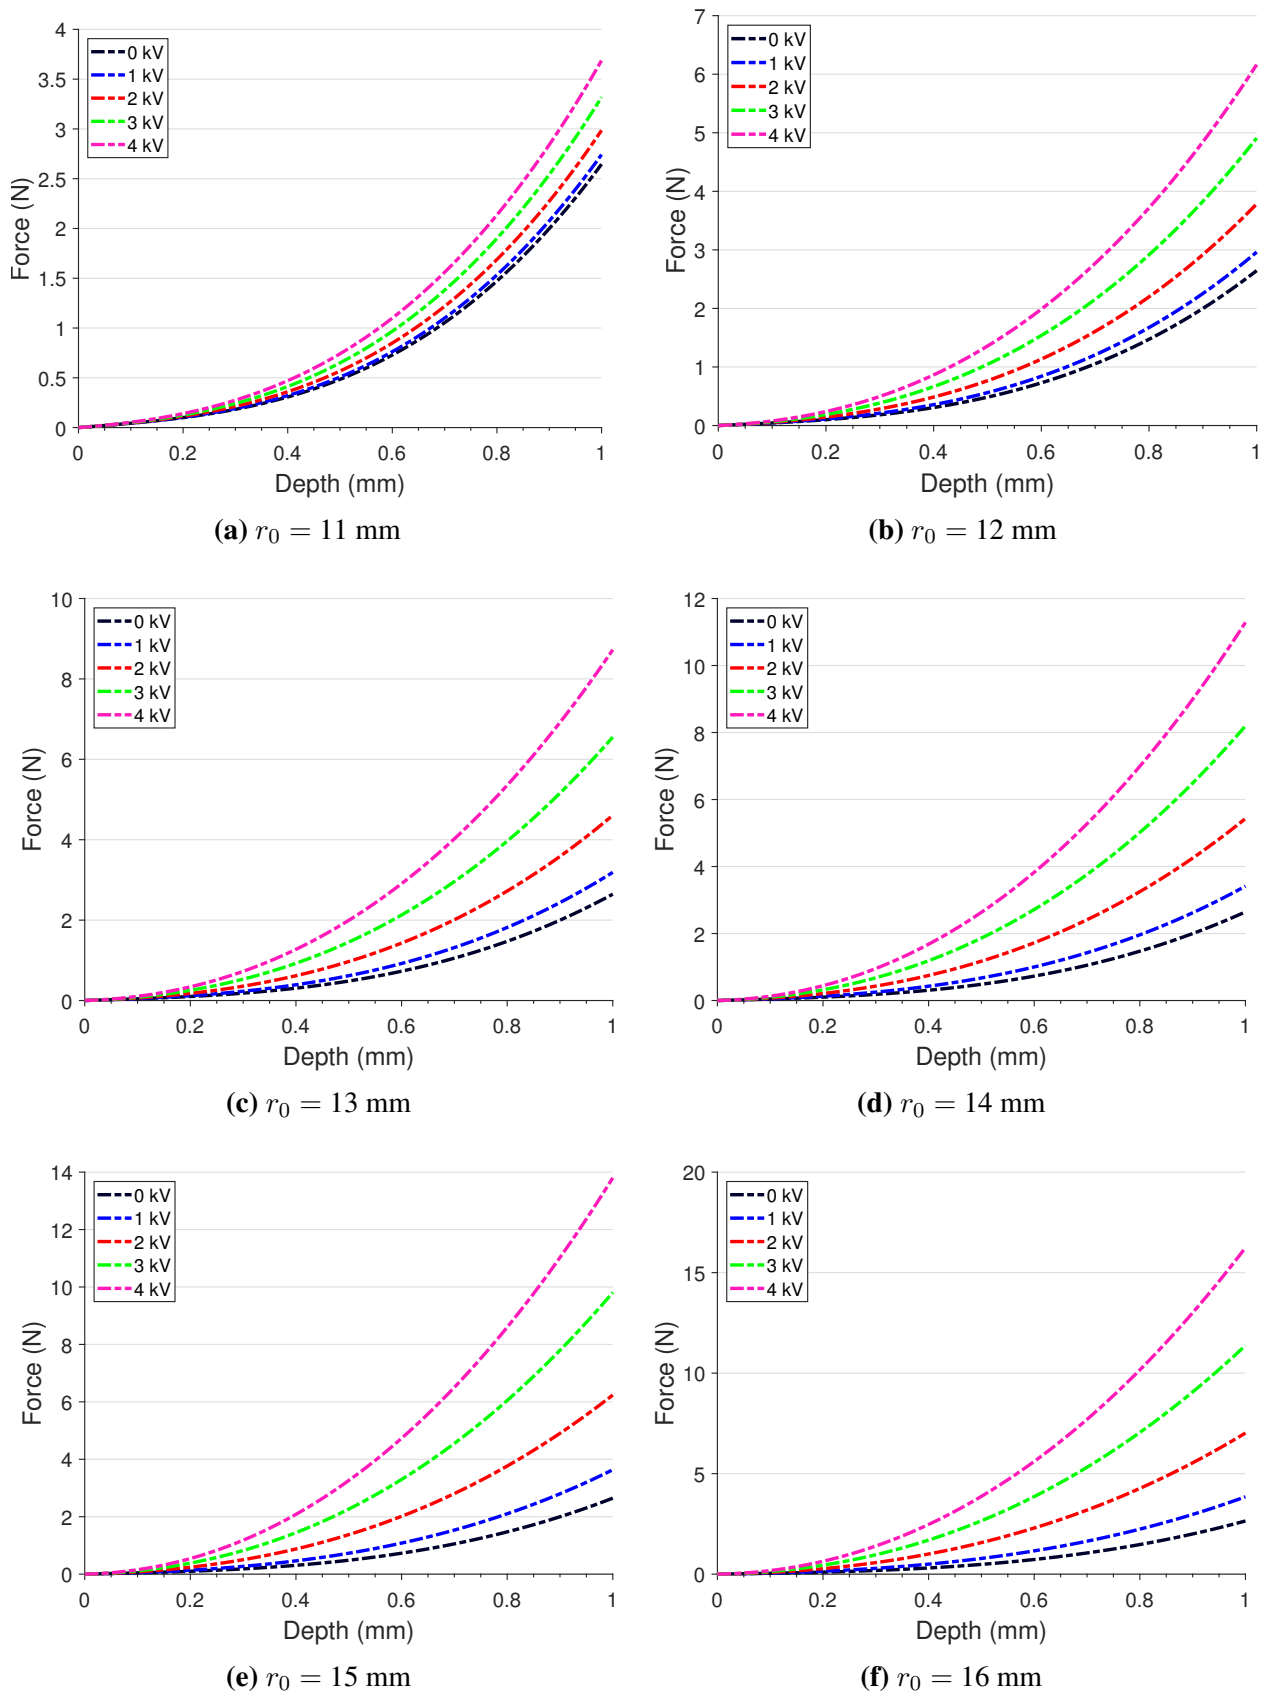 4
3.5
3
2.5
2
1.5
1
0.5
0
Force (N)
0 kV
1 kV
2 kV
3 kV
4 kV
0 0.2 0.4 0.6 0.8 1
Depth (mm)
(a) r₀ = 11 mm
7
6
5
4
3
2
1
0
Force (N)
0 kV
1 kV
2 kV
3 kV
4 kV
0 0.2 0.4 0.6 0.8 1
Depth (mm)
(b) r₀ = 12 mm
10
8
6
4
2
0
Force (N)
0 kV
1 kV
2 kV
3 kV
4 kV
0 0.2 0.4 0.6 0.8 1
Depth (mm)
(c) r₀ = 13 mm
12
10
8
6
4
2
0
Force (N)
0 kV
1 kV
2 kV
3 kV
4 kV
0 0.2 0.4 0.6 0.8 1
Depth (mm)
(d) r₀ = 14 mm
14
12
10
8
6
4
2
0
Force (N)
0 kV
1 kV
2 kV
3 kV
4 kV
0 0.2 0.4 0.6 0.8 1
Depth (mm)
(e) r₀ = 15 mm
20
15
10
5
0
Force (N)
0 kV
1 kV
2 kV
3 kV
4 kV
0 0.2 0.4 0.6 0.8 1
Depth (mm)
(f) r₀ = 16 mm